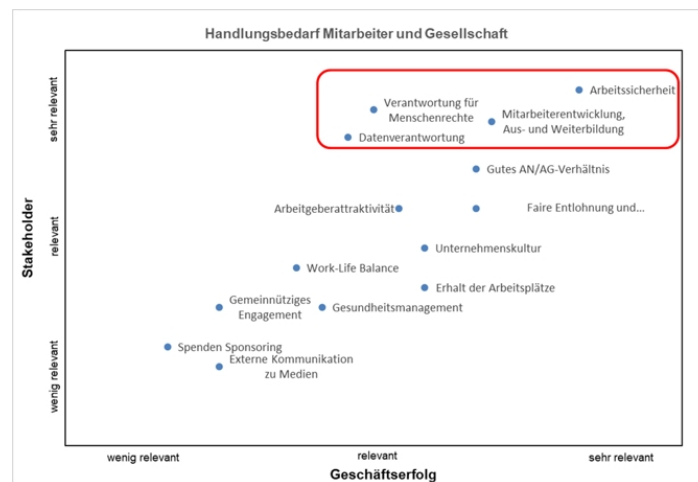 Handlungsbedarf Mitarbeiter und Gesellschaft
sehr relevant
relevant
wenig relevant
Stakeholder
Arbeitssicherheit
Verantwortung für
Menschenrechte
Mitarbeiterentwicklung,
Aus- und Weiterbildung
Datenverantwortung
Gutes AN/AG-Verhältnis
Arbeitgeberattraktivität
Faire Entlohnung und...
Unternehmenskultur
Work-Life Balance
Erhalt der Arbeitsplätze
Gemeinnütziges
Engagement
Gesundheitsmanagement
Spenden Sponsoring
Externe Kommunikation
zu Medien
wenig relevant
relevant
sehr relevant
Geschäftserfolg